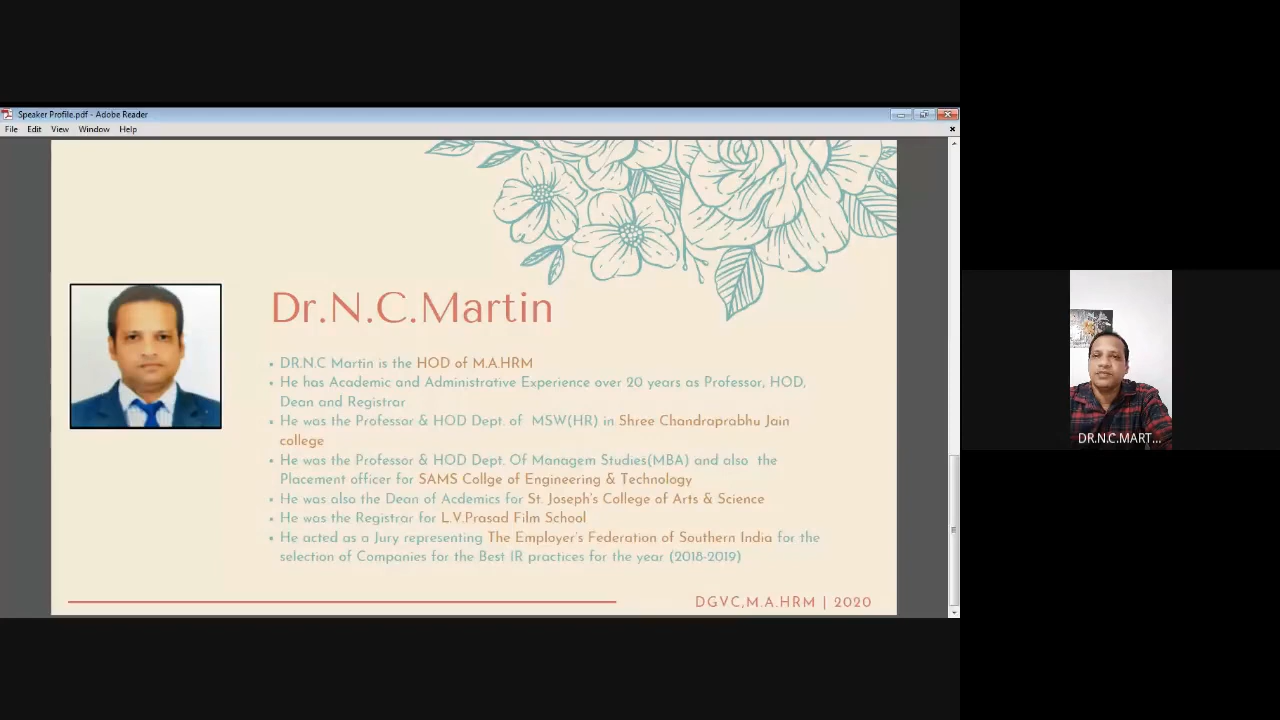 Speaker Profile.pdf - Adobe Reader
File Edit View Window Help
Dr.N.C.Martin
• DR.N.C Martin is the HOD of M.A.HRM
• He has Academic and Administrative Experience over 20 years as Professor, HOD,
Dean and Registrar
• He was the Professor & HOD Dept. of MSW(HR) in Shree Chandraprabhu Jain
college
• He was the Professor & HOD Dept. Of Managem Studies(MBA) and also the
Placement officer for SAMS Collge of Engineering & Technology
• He was also the Dean of Acdemics for St. Joseph's College of Arts & Science
• He was the Registrar for L.V.Prasad Film School
• He acted as a Jury representing The Employer's Federation of Southern India for the
selection of Companies for the Best IR practices for the year (2018-2019)
DGVC,M.A.HRM | 2020
DR.N.C.MART...